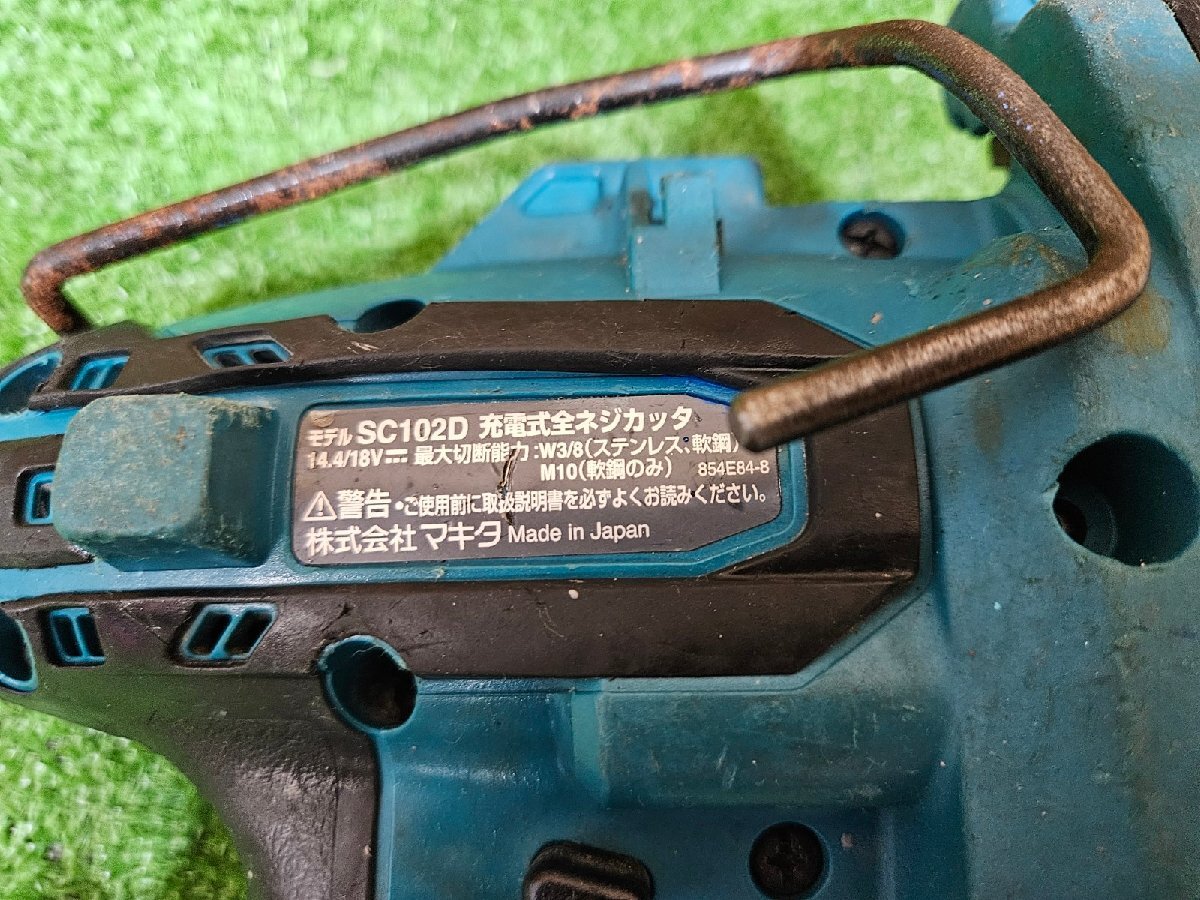 モデル SC102D 充電式全ネジカッタ
14.4/18V⎓ 最大切断能力:W3/8(ステンレス、軟鋼)
M10(軟鋼のみ) 854E84-8
⚠警告・ご使用前に取扱説明書を必ずよくお読みください。
株式会社マキタ Made in Japan